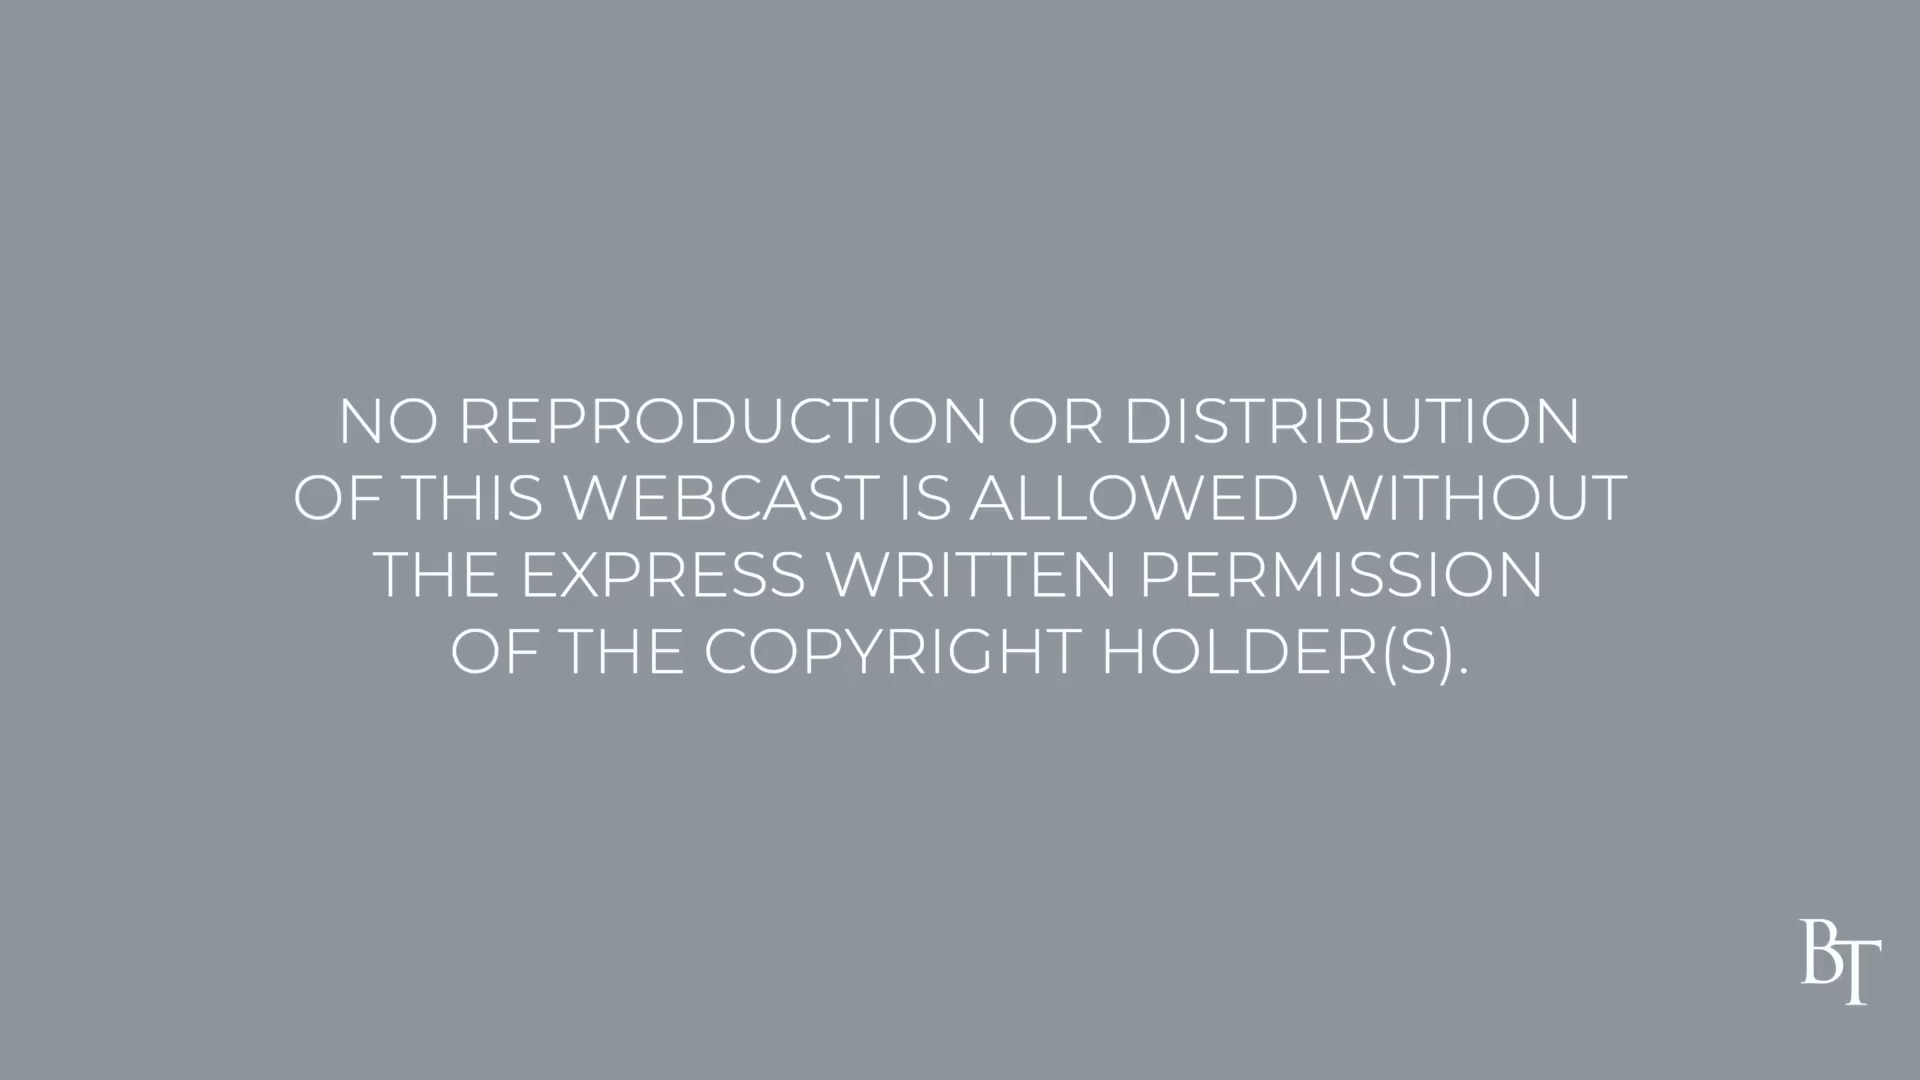 NO REPRODUCTION OR DISTRIBUTION
OF THIS WEBCAST IS ALLOWED WITHOUT
THE EXPRESS WRITTEN PERMISSION
OF THE COPYRIGHT HOLDER(S).
BT